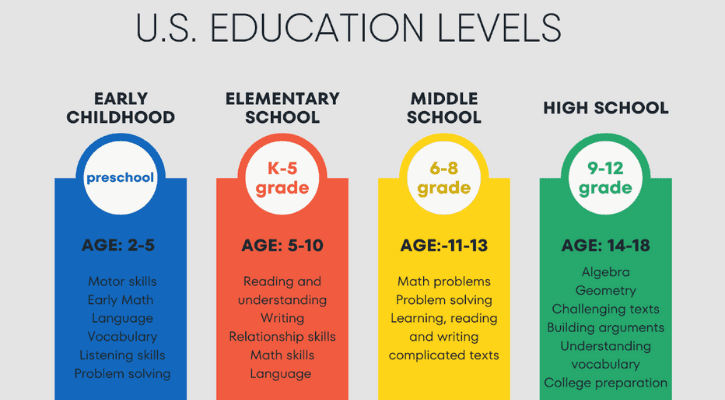 U.S. EDUCATION LEVELS
EARLY
CHILDHOOD
preschool
AGE: 2-5
Motor skills
Early Math
Language
Vocabulary
Listening skills
Problem solving
ELEMENTARY
SCHOOL
K-5
grade
AGE: 5-10
Reading and
understanding
Writing
Relationship skills
Math skills
Language
MIDDLE
SCHOOL
6-8
grade
AGE:-11-13
Math problems
Problem solving
Learning, reading
and writing
complicated texts
HIGH SCHOOL
9-12
grade
AGE: 14-18
Algebra
Geometry
Challenging texts
Building arguments
Understanding
vocabulary
College preparation